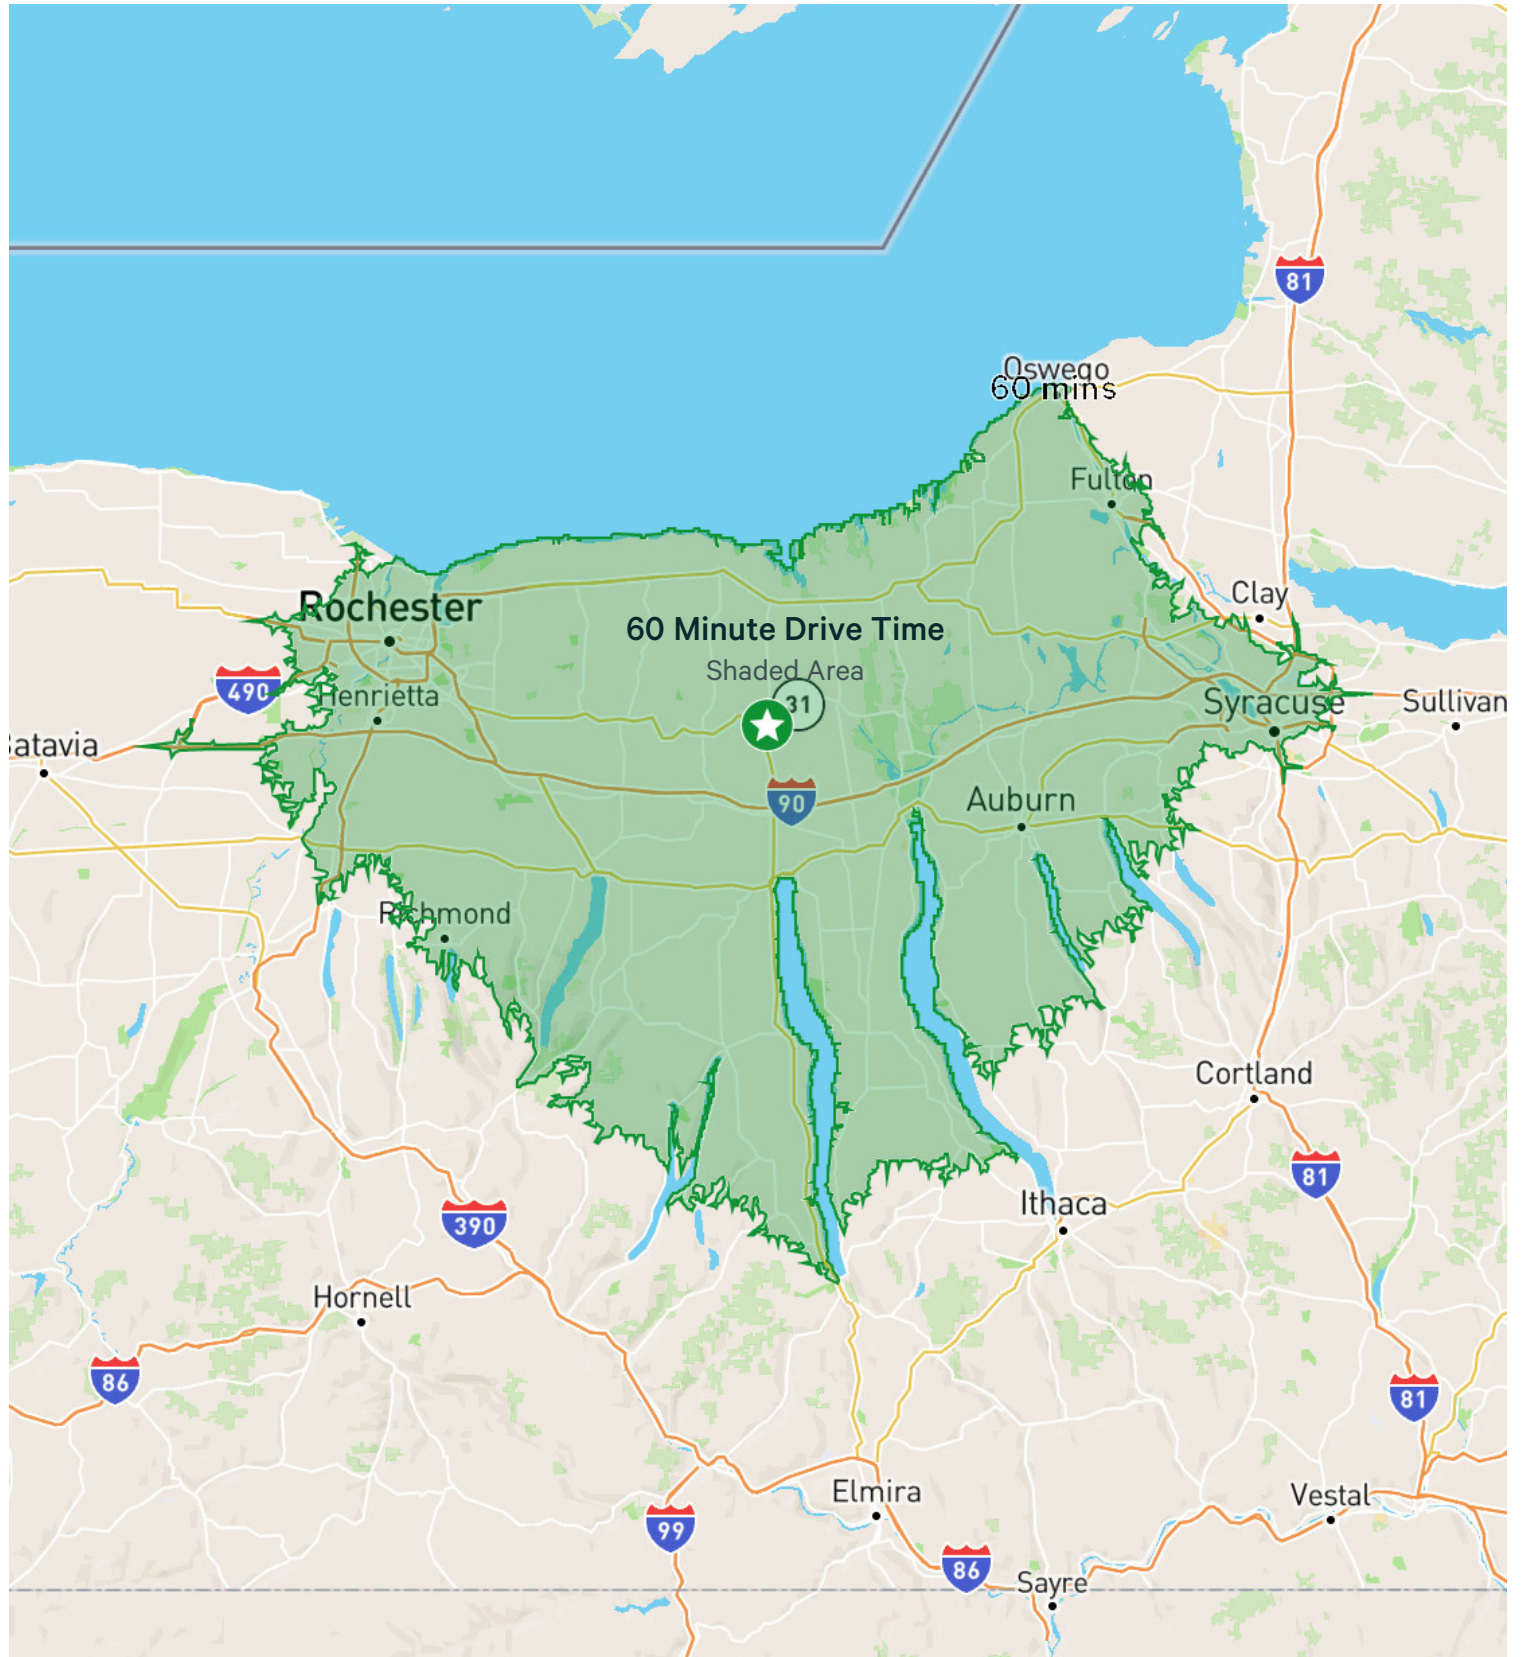 81
Oswego
60 mins
Fulton
Clay
Rochester
60 Minute Drive Time
Shaded Area
490
Henrietta
31
Syracuse
Sullivan
atavia
90
Auburn
Richmond
Cortland
81
Ithaca
390
Hornell
86
81
Elmira
Vestal
99
86
Sayre